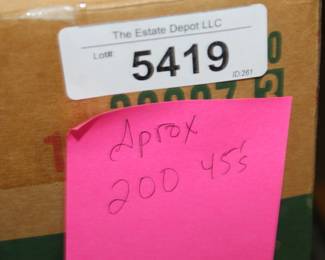 The Estate Depot LLC
Lot#: 5419
ID:261
Aprox
200 45's